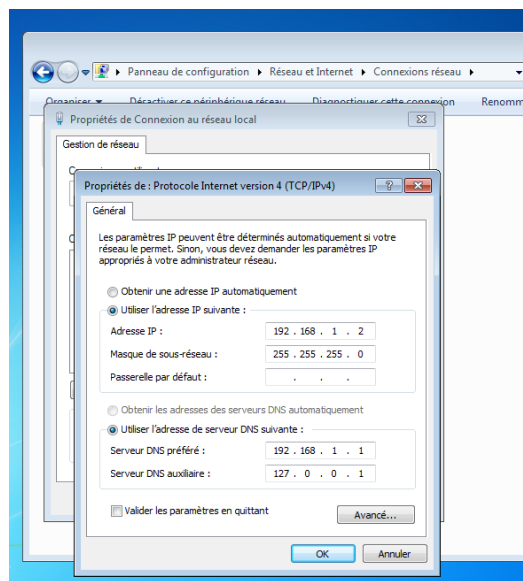 Panneau de configuration ▸ Réseau et Internet ▸ Connexions réseau ▸
Organiser ▾ Désactiver ce périphérique réseau Diagnostiquer cette connexion Renomm
Propriétés de Connexion au réseau local
Gestion de réseau
Propriétés de : Protocole Internet version 4 (TCP/IPv4)
Général
Les paramètres IP peuvent être déterminés automatiquement si votre
réseau le permet. Sinon, vous devez demander les paramètres IP
appropriés à votre administrateur réseau.
Obtenir une adresse IP automatiquement
Utiliser l'adresse IP suivante :
Adresse IP : 192 . 168 . 1 . 2
Masque de sous-réseau : 255 . 255 . 255 . 0
Passerelle par défaut : . . .
Obtenir les adresses des serveurs DNS automatiquement
Utiliser l'adresse de serveur DNS suivante :
Serveur DNS préféré : 192 . 168 . 1 . 1
Serveur DNS auxiliaire : 127 . 0 . 0 . 1
Valider les paramètres en quittant
Avancé...
OK Annuler